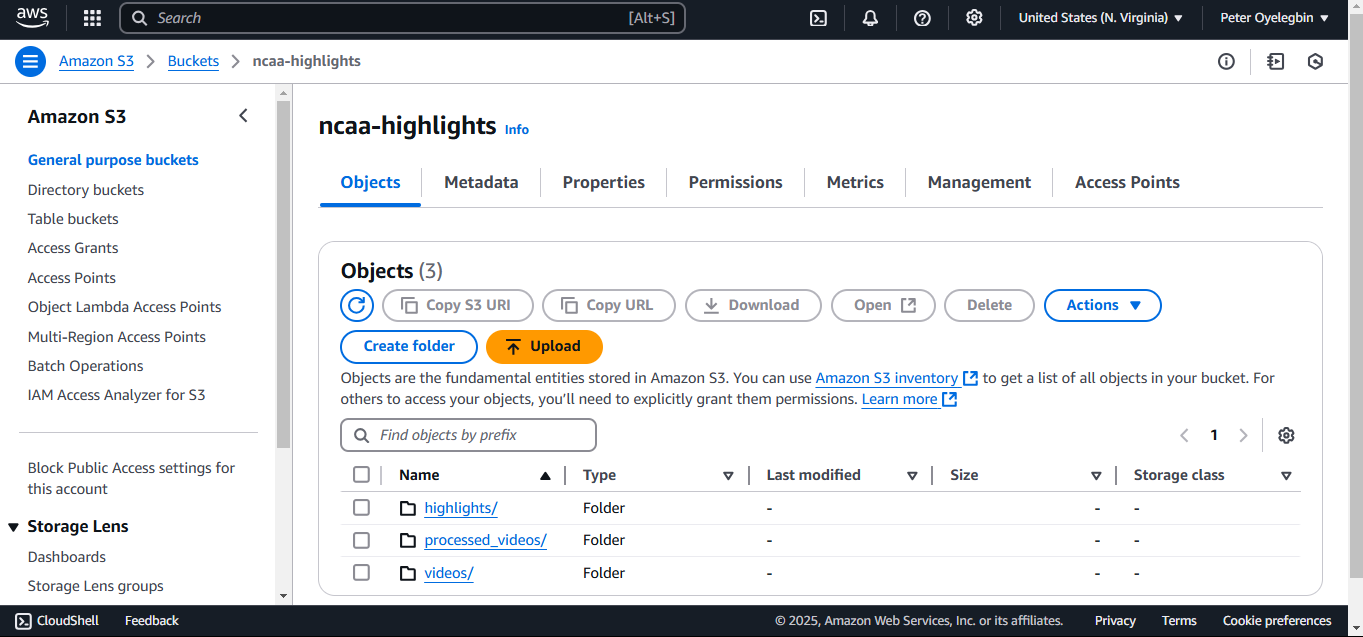 aws
Search [Alt+S]
United States (N. Virginia) Peter Oyelegbin
Amazon S3 Buckets ncaa-highlights
Amazon S3
General purpose buckets
Directory buckets
Table buckets
Access Grants
Access Points
Object Lambda Access Points
Multi-Region Access Points
Batch Operations
IAM Access Analyzer for S3
Block Public Access settings for
this account
Storage Lens
Dashboards
Storage Lens groups
ncaa-highlights Info
Objects Metadata Properties Permissions Metrics Management Access Points
Objects (3)
Copy S3 URI Copy URL Download Open Delete Actions
Create folder Upload
Objects are the fundamental entities stored in Amazon S3. You can use Amazon S3 inventory to get a list of all objects in your bucket. For
others to access your objects, you’ll need to explicitly grant them permissions. Learn more
Find objects by prefix 1
Name Type Last modified Size Storage class
highlights/ Folder - - -
processed_videos/ Folder - - -
videos/ Folder - - -
CloudShell Feedback © 2025, Amazon Web Services, Inc. or its affiliates. Privacy Terms Cookie preferences